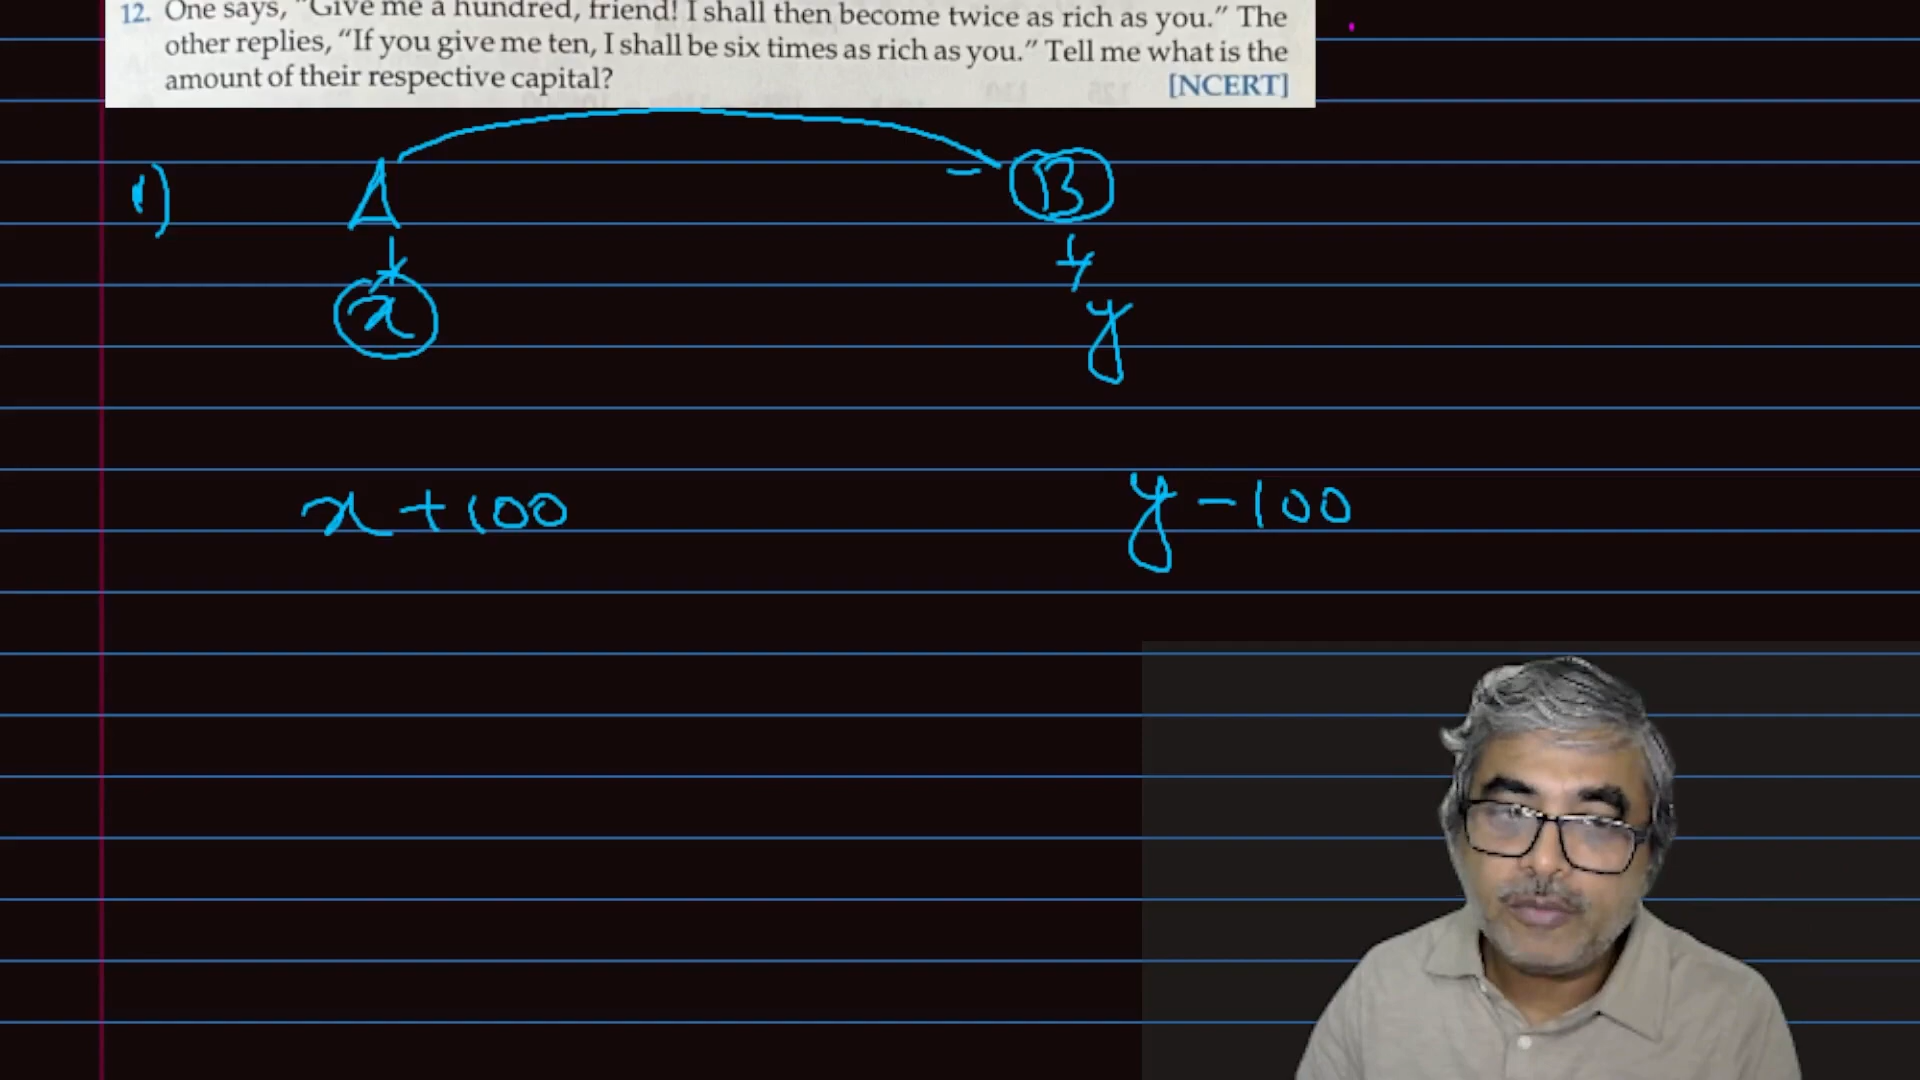 12. One says, "Give me a hundred, friend! I shall then become twice as rich as you." The
other replies, "If you give me ten, I shall be six times as rich as you." Tell me what is the
amount of their respective capital? [NCERT]
1) A B
x y
x + 100 y - 100